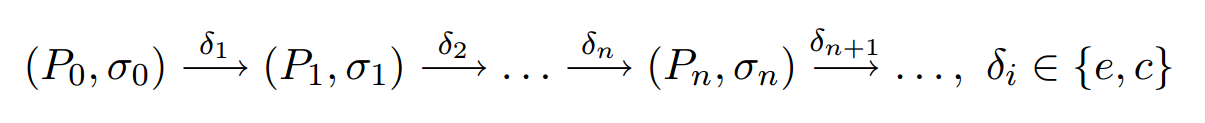 (P₀, σ₀) —δ₁→ (P₁, σ₁) —δ₂→ … —δₙ→ (Pₙ, σₙ) —δₙ₊₁→ …, δᵢ ∈ {e, c}